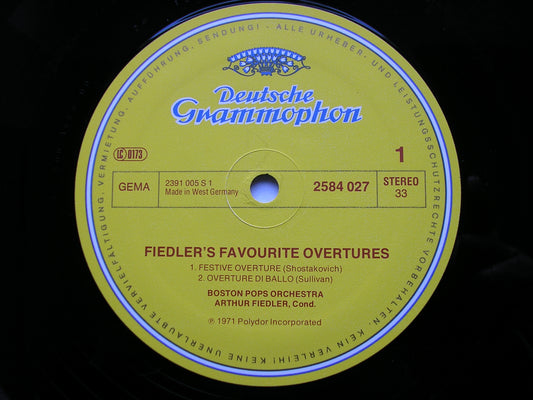 ALLE URHEBER- UND LEISTUNGSSCHUTZRECHTE VORBEHALTEN · KEIN VERLEIH! KEINE UNERLAUBTE VERVIELFÄLTIGUNG, VERMIETUNG, AUFFÜHRUNG, SENDUNG! -
Deutsche
Grammophon
LC 0173
1
GEMA
2391 005 S 1
Made in West Germany
2584 027
STEREO
33
FIEDLER'S FAVOURITE OVERTURES
1. FESTIVE OVERTURE (Shostakovich)
2. OVERTURE DI BALLO (Sullivan)
BOSTON POPS ORCHESTRA
ARTHUR FIEDLER, Cond.
℗ 1971 Polydor Incorporated